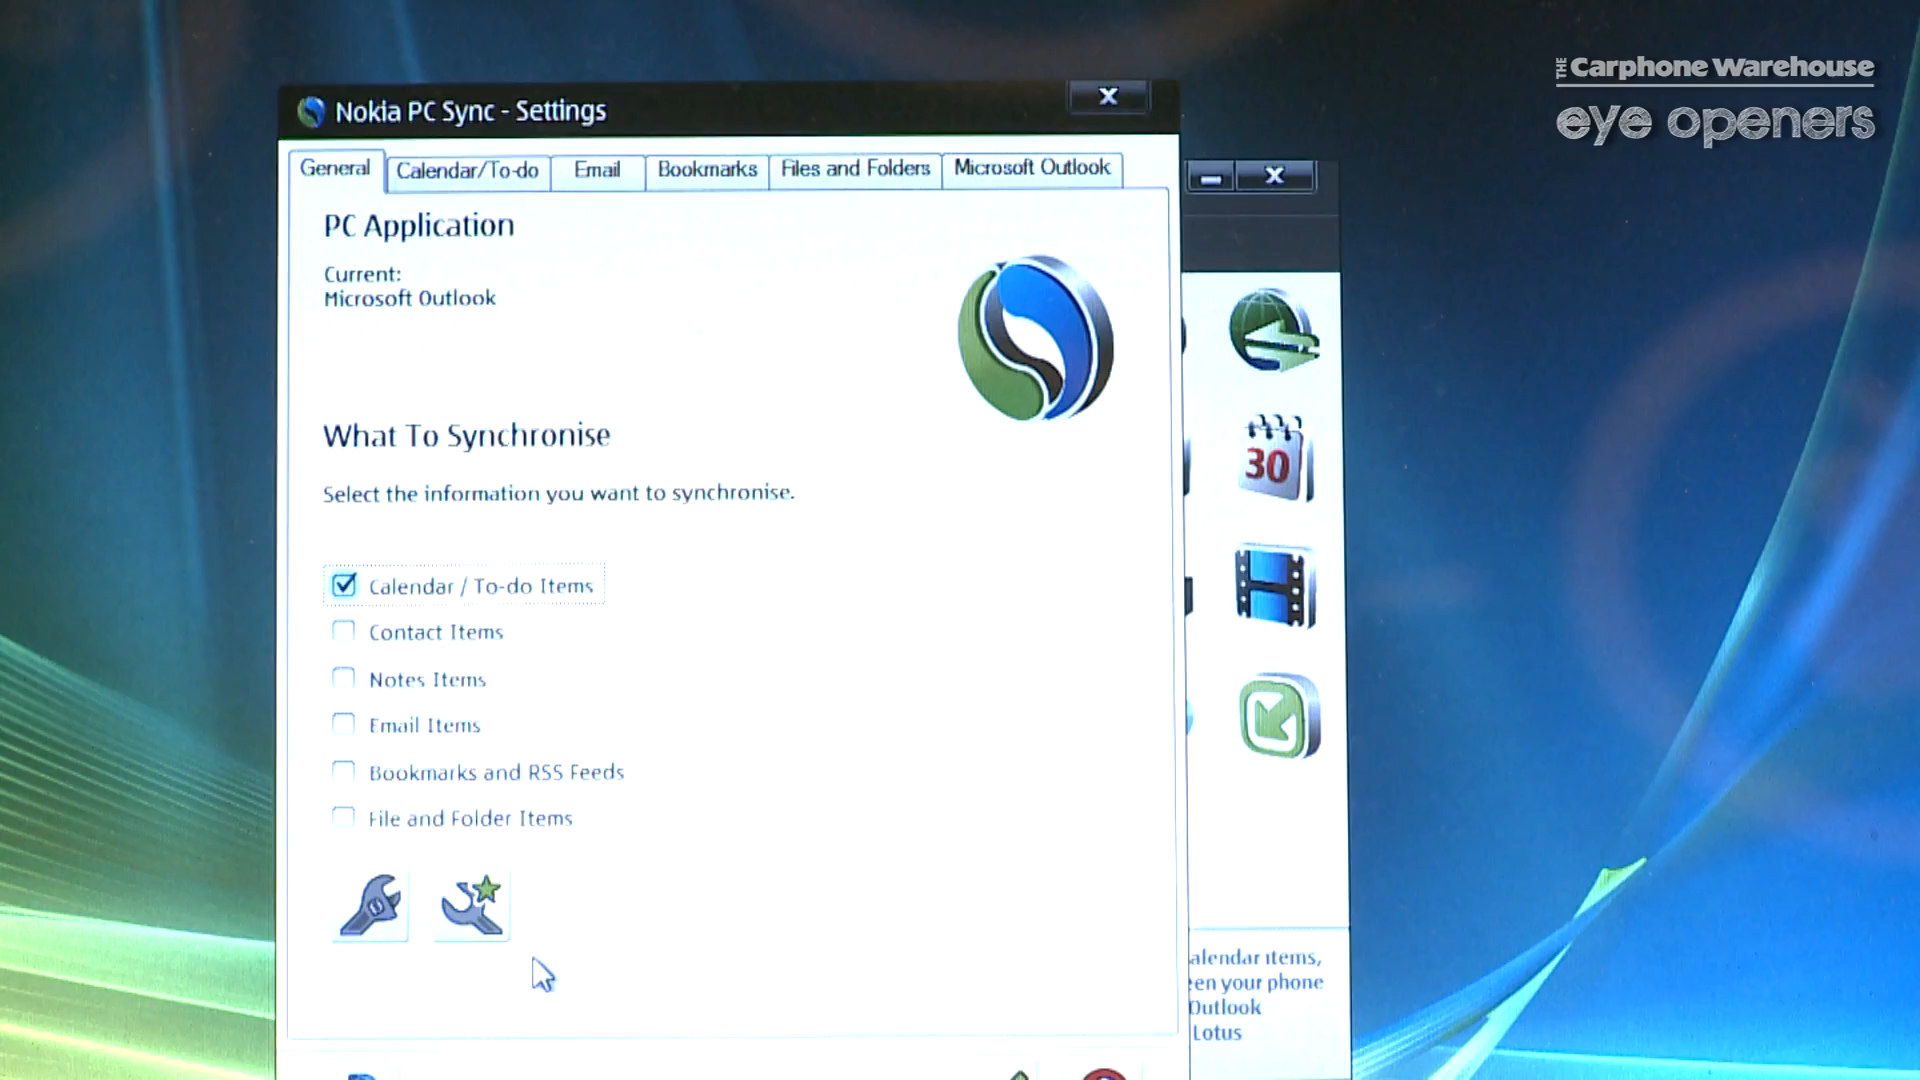 THE Carphone Warehouse
eye openers
Nokia PC Sync - Settings
General
Calendar/To-do
Email
Bookmarks
Files and Folders
Microsoft Outlook
PC Application
Current:
Microsoft Outlook
What To Synchronise
Select the information you want to synchronise.
Calendar / To-do Items
Contact Items
Notes Items
Email Items
Bookmarks and RSS Feeds
File and Folder Items
30
alendar items,
en your phone
Outlook
Lotus